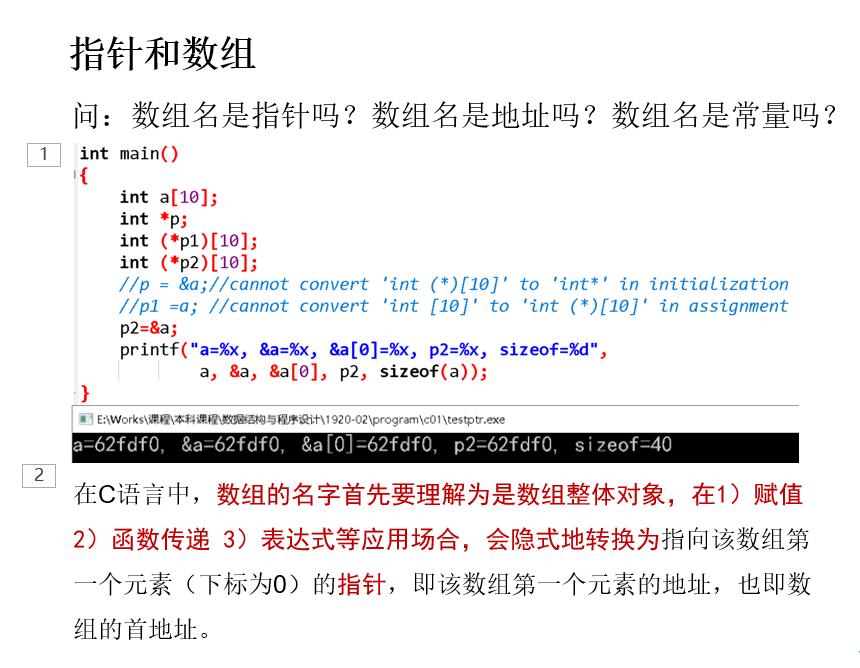 指针和数组
问：数组名是指针吗？数组名是地址吗？数组名是常量吗？
1
int main()
{
int a[10];
int *p;
int (*p1)[10];
int (*p2)[10];
//p = &a;//cannot convert 'int (*)[10]' to 'int*' in initialization
//p1 =a; //cannot convert 'int [10]' to 'int (*)[10]' in assignment
p2=&a;
printf("a=%x, &a=%x, &a[0]=%x, p2=%x, sizeof=%d",
a, &a, &a[0], p2, sizeof(a));
}
E:\Works\课程\本科课程\数据结构与程序设计\1920-02\program\c01\testptr.exe
a=62fdf0, &a=62fdf0, &a[0]=62fdf0, p2=62fdf0, sizeof=40
2
在C语言中，数组的名字首先要理解为是数组整体对象，在1）赋值
2）函数传递 3）表达式等应用场合，会隐式地转换为指向该数组第
一个元素（下标为0）的指针，即该数组第一个元素的地址，也即数
组的首地址。